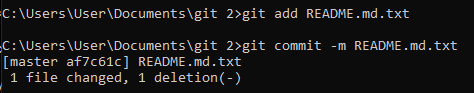 C:\Users\User\Documents\git 2>git add README.md.txt
C:\Users\User\Documents\git 2>git commit -m README.md.txt
[master af7c61c] README.md.txt
 1 file changed, 1 deletion(-)